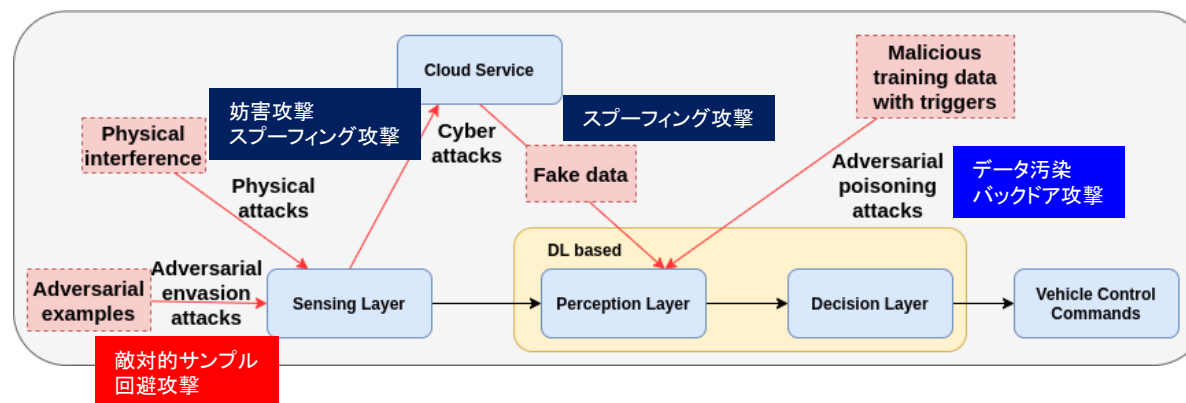 Cloud Service
Malicious
training data
with triggers
妨害攻撃
スプーフィング攻撃
スプーフィング攻撃
Physical
interference
Cyber
attacks
Fake data
Physical
attacks
Adversarial
poisoning
attacks
データ汚染
バックドア攻撃
DL based
Adversarial
examples
Adversarial
envasion
attacks
Sensing Layer
Perception Layer
Decision Layer
Vehicle Control
Commands
敵対的サンプル
回避攻撃